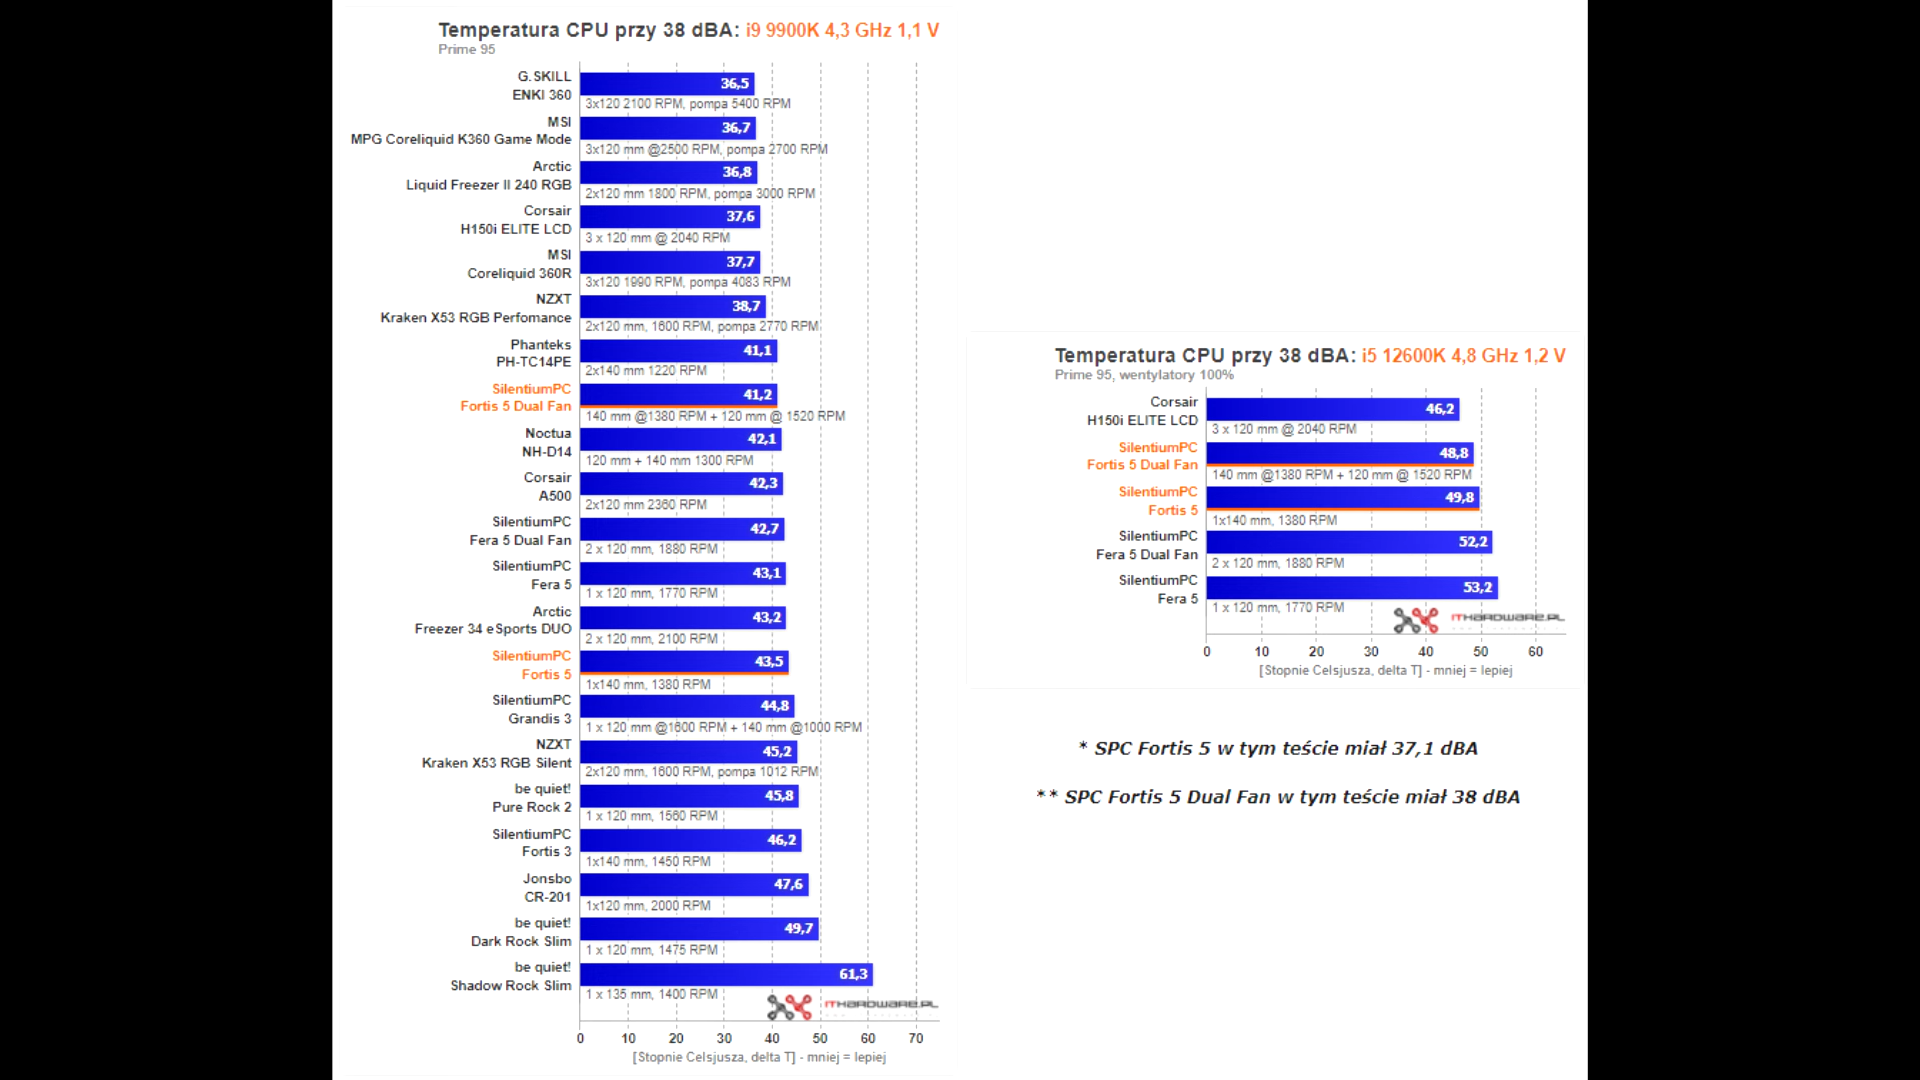 Temperatura CPU przy 38 dBA: i9 9900K 4,3 GHz 1,1 V
Prime 95
G.SKILL
ENKI 360
36,5
3x120 2100 RPM, pompa 5400 RPM
MSI
MPG Coreliquid K360 Game Mode
36,7
3x120 mm @2500 RPM, pompa 2700 RPM
Arctic
Liquid Freezer II 240 RGB
36,8
2x120 mm 1800 RPM, pompa 3000 RPM
Corsair
H150i ELITE LCD
37,6
3 x 120 mm @ 2040 RPM
MSI
Coreliquid 360R
37,7
3x120 1990 RPM, pompa 4083 RPM
NZXT
Kraken X53 RGB Perfomance
38,7
2x120 mm, 1600 RPM, pompa 2770 RPM
Phanteks
PH-TC14PE
41,1
2x140 mm 1220 RPM
SilentiumPC
Fortis 5 Dual Fan
41,2
140 mm @1380 RPM + 120 mm @ 1520 RPM
Noctua
NH-D14
42,1
120 mm + 140 mm 1300 RPM
Corsair
A500
42,3
2x120 mm 2360 RPM
SilentiumPC
Fera 5 Dual Fan
42,7
2 x 120 mm, 1880 RPM
SilentiumPC
Fera 5
43,1
1 x 120 mm, 1770 RPM
Arctic
Freezer 34 eSports DUO
43,2
2 x 120 mm, 2100 RPM
SilentiumPC
Fortis 5
43,5
1x140 mm, 1380 RPM
SilentiumPC
Grandis 3
44,8
1 x 120 mm @1600 RPM + 140 mm @1000 RPM
NZXT
Kraken X53 RGB Silent
45,2
2x120 mm, 1600 RPM, pompa 1012 RPM
be quiet!
Pure Rock 2
45,8
1 x 120 mm, 1560 RPM
SilentiumPC
Fortis 3
46,2
1x140 mm, 1450 RPM
Jonsbo
CR-201
47,6
1x120 mm, 2000 RPM
be quiet!
Dark Rock Slim
49,7
1 x 120 mm, 1475 RPM
be quiet!
Shadow Rock Slim
61,3
1 x 135 mm, 1400 RPM
ITHARDWARE.PL
0 10 20 30 40 50 60 70
[Stopnie Celsjusza, delta T] - mniej = lepiej
Temperatura CPU przy 38 dBA: i5 12600K 4,8 GHz 1,2 V
Prime 95, wentylatory 100%
Corsair
H150i ELITE LCD
46,2
3 x 120 mm @ 2040 RPM
SilentiumPC
Fortis 5 Dual Fan
48,8
140 mm @1380 RPM + 120 mm @ 1520 RPM
SilentiumPC
Fortis 5
49,8
1x140 mm, 1380 RPM
SilentiumPC
Fera 5 Dual Fan
52,2
2 x 120 mm, 1880 RPM
SilentiumPC
Fera 5
53,2
1 x 120 mm, 1770 RPM
ITHARDWARE.PL
0 10 20 30 40 50 60
[Stopnie Celsjusza, delta T] - mniej = lepiej
* SPC Fortis 5 w tym teście miał 37,1 dBA
** SPC Fortis 5 Dual Fan w tym teście miał 38 dBA